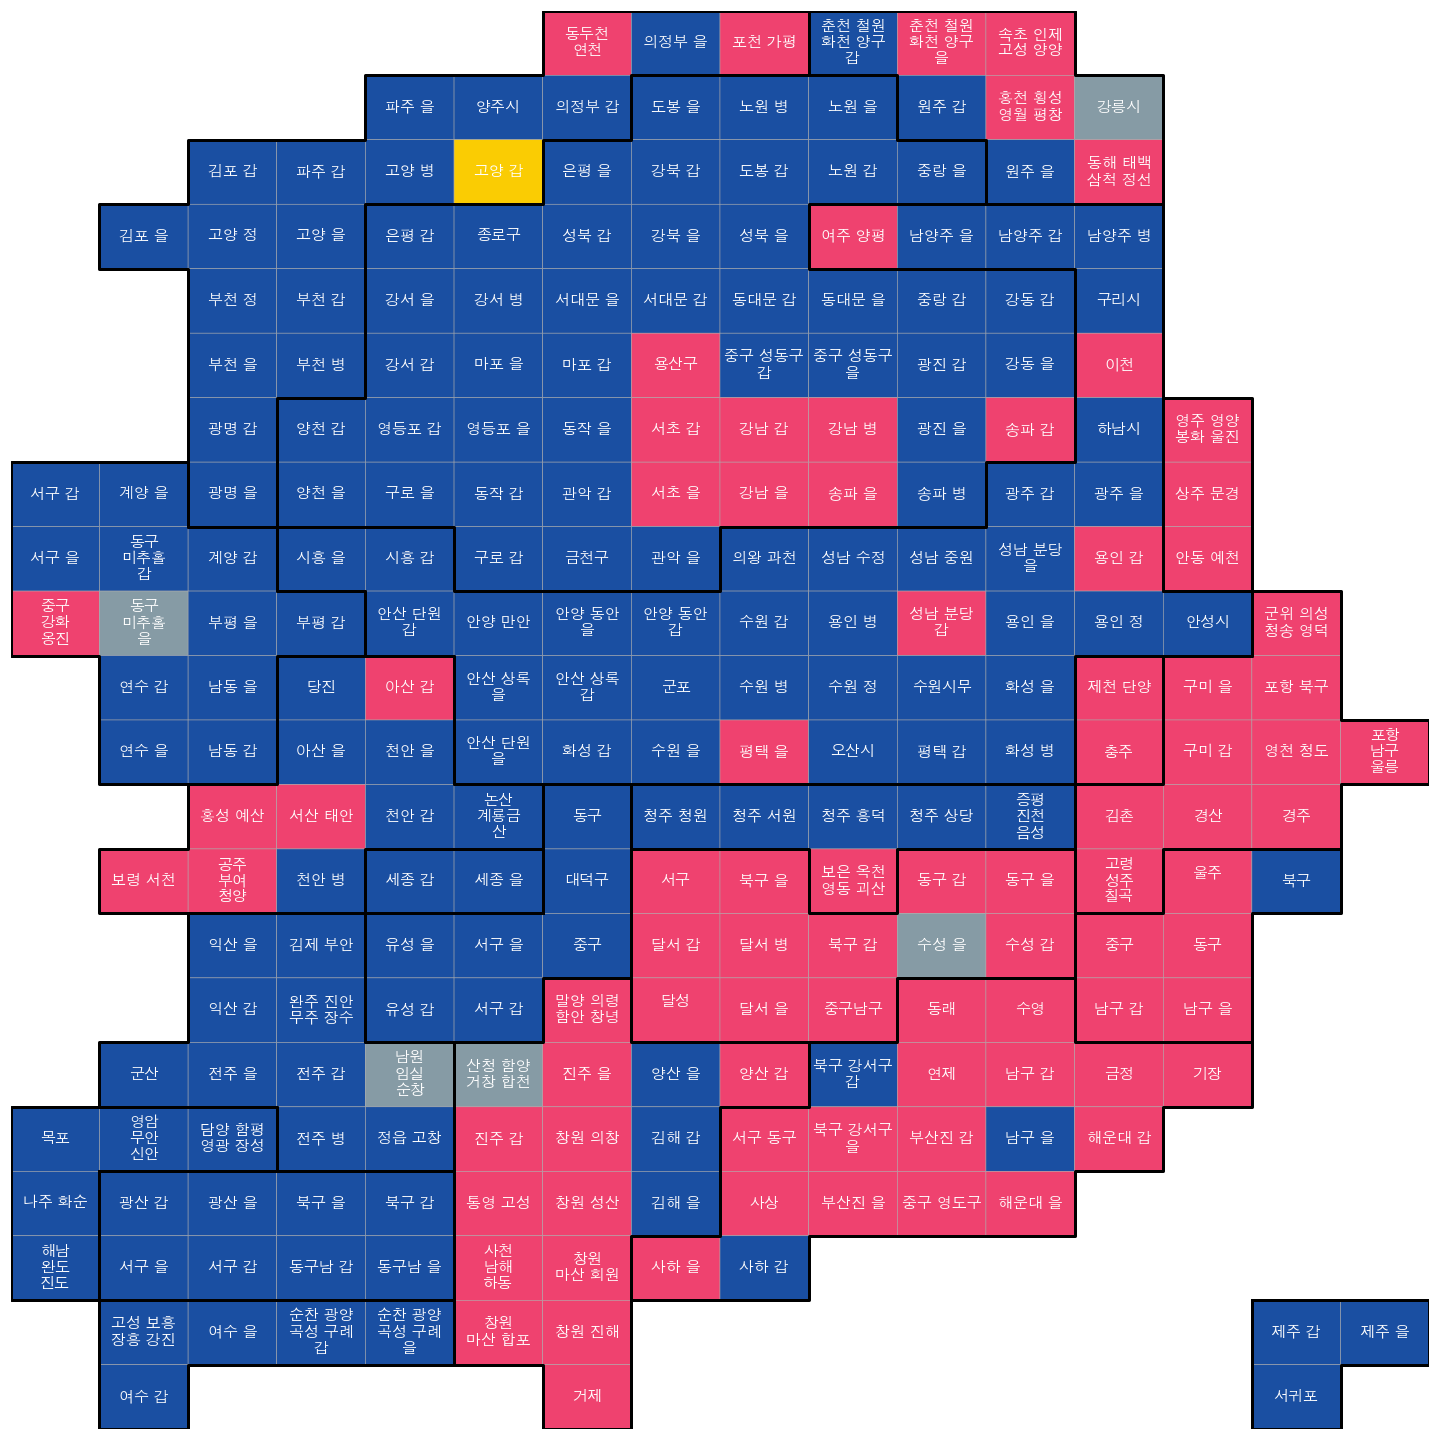 동두천
연천
의정부 을
포천 가평
춘천 철원
화천 양구
갑
춘천 철원
화천 양구
을
속초 인제
고성 양양
파주 을
양주시
의정부 갑
도봉 을
노원 병
노원 을
원주 갑
홍천 횡성
영월 평창
강릉시
김포 갑
파주 갑
고양 병
고양 갑
은평 을
강북 갑
도봉 갑
노원 갑
중랑 을
원주 을
동해 태백
삼척 정선
김포 을
고양 정
고양 을
은평 갑
종로구
성북 갑
강북 을
성북 을
여주 양평
남양주 을
남양주 갑
남양주 병
부천 정
부천 갑
강서 을
강서 병
서대문 을
서대문 갑
동대문 갑
동대문 을
중랑 갑
강동 갑
구리시
부천 을
부천 병
강서 갑
마포 을
마포 갑
용산구
중구 성동구
갑
중구 성동구
을
광진 갑
강동 을
이천
광명 갑
양천 갑
영등포 갑
영등포 을
동작 을
서초 갑
강남 갑
강남 병
광진 을
송파 갑
하남시
영주 영양
봉화 울진
서구 갑
계양 을
광명 을
양천 을
구로 을
동작 갑
관악 갑
서초 을
강남 을
송파 을
송파 병
광주 갑
광주 을
상주 문경
서구 을
동구
미추홀
갑
계양 갑
시흥 을
시흥 갑
구로 갑
금천구
관악 을
의왕 과천
성남 수정
성남 중원
성남 분당
을
용인 갑
안동 예천
중구
강화
옹진
동구
미추홀
을
부평 을
부평 갑
안산 단원
갑
안양 만안
안양 동안
을
안양 동안
갑
수원 갑
용인 병
성남 분당
갑
용인 을
용인 정
안성시
군위 의성
청송 영덕
연수 갑
남동 을
당진
아산 갑
안산 상록
을
안산 상록
갑
군포
수원 병
수원 정
수원시무
화성 을
제천 단양
구미 을
포항 북구
연수 을
남동 갑
아산 을
천안 을
안산 단원
을
화성 갑
수원 을
평택 을
오산시
평택 갑
화성 병
충주
구미 갑
영천 청도
포항
남구
울릉
홍성 예산
서산 태안
천안 갑
논산
계룡금
산
동구
청주 청원
청주 서원
청주 흥덕
청주 상당
증평
진천
음성
김촌
경산
경주
보령 서천
공주
부여
청양
천안 병
세종 갑
세종 을
대덕구
서구
북구 을
보은 옥천
영동 괴산
동구 갑
동구 을
고령
성주
칠곡
울주
북구
익산 을
김제 부안
유성 을
서구 을
중구
달서 갑
달서 병
북구 갑
수성 을
수성 갑
중구
동구
익산 갑
완주 진안
무주 장수
유성 갑
서구 갑
말양 의령
함안 창녕
달성
달서 을
중구남구
동래
수영
남구 갑
남구 을
군산
전주 을
전주 갑
남원
임실
순창
산청 함양
거창 합천
진주 을
양산 을
양산 갑
북구 강서구
갑
연제
남구 갑
금정
기장
목포
영암
무안
신안
담양 함평
영광 장성
전주 병
정읍 고창
진주 갑
창원 의창
김해 갑
서구 동구
북구 강서구
을
부산진 갑
남구 을
해운대 갑
나주 화순
광산 갑
광산 을
북구 을
북구 갑
통영 고성
창원 성산
김해 을
사상
부산진 을
중구 영도구
해운대 을
해남
완도
진도
서구 을
서구 갑
동구남 갑
동구남 을
사천
남해
하동
창원
마산 회원
사하 을
사하 갑
고성 보흥
장흥 강진
여수 을
순찬 광양
곡성 구례
갑
순찬 광양
곡성 구례
을
창원
마산 합포
창원 진해
제주 갑
제주 을
여수 갑
거제
서귀포